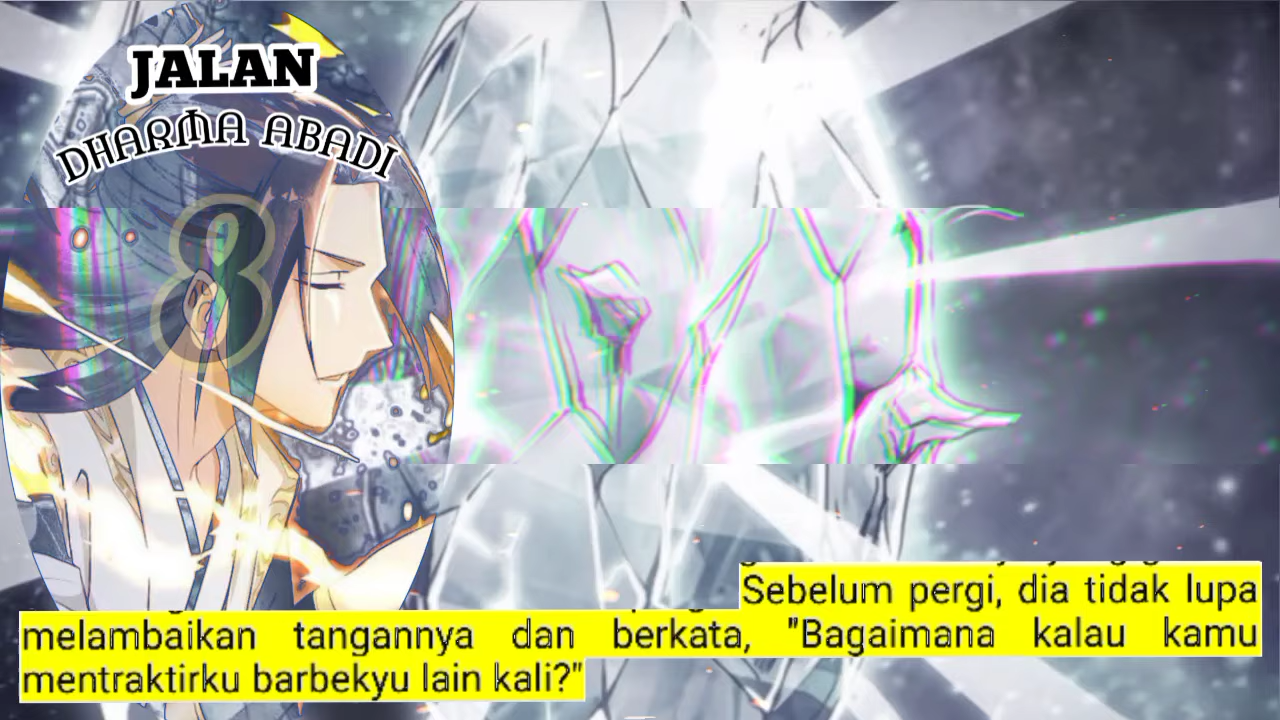 JALAN
DHARMA ABADI
8
Sebelum pergi, dia tidak lupa
melambaikan tangannya dan berkata, "Bagaimana kalau kamu
mentraktirku barbekyu lain kali?"